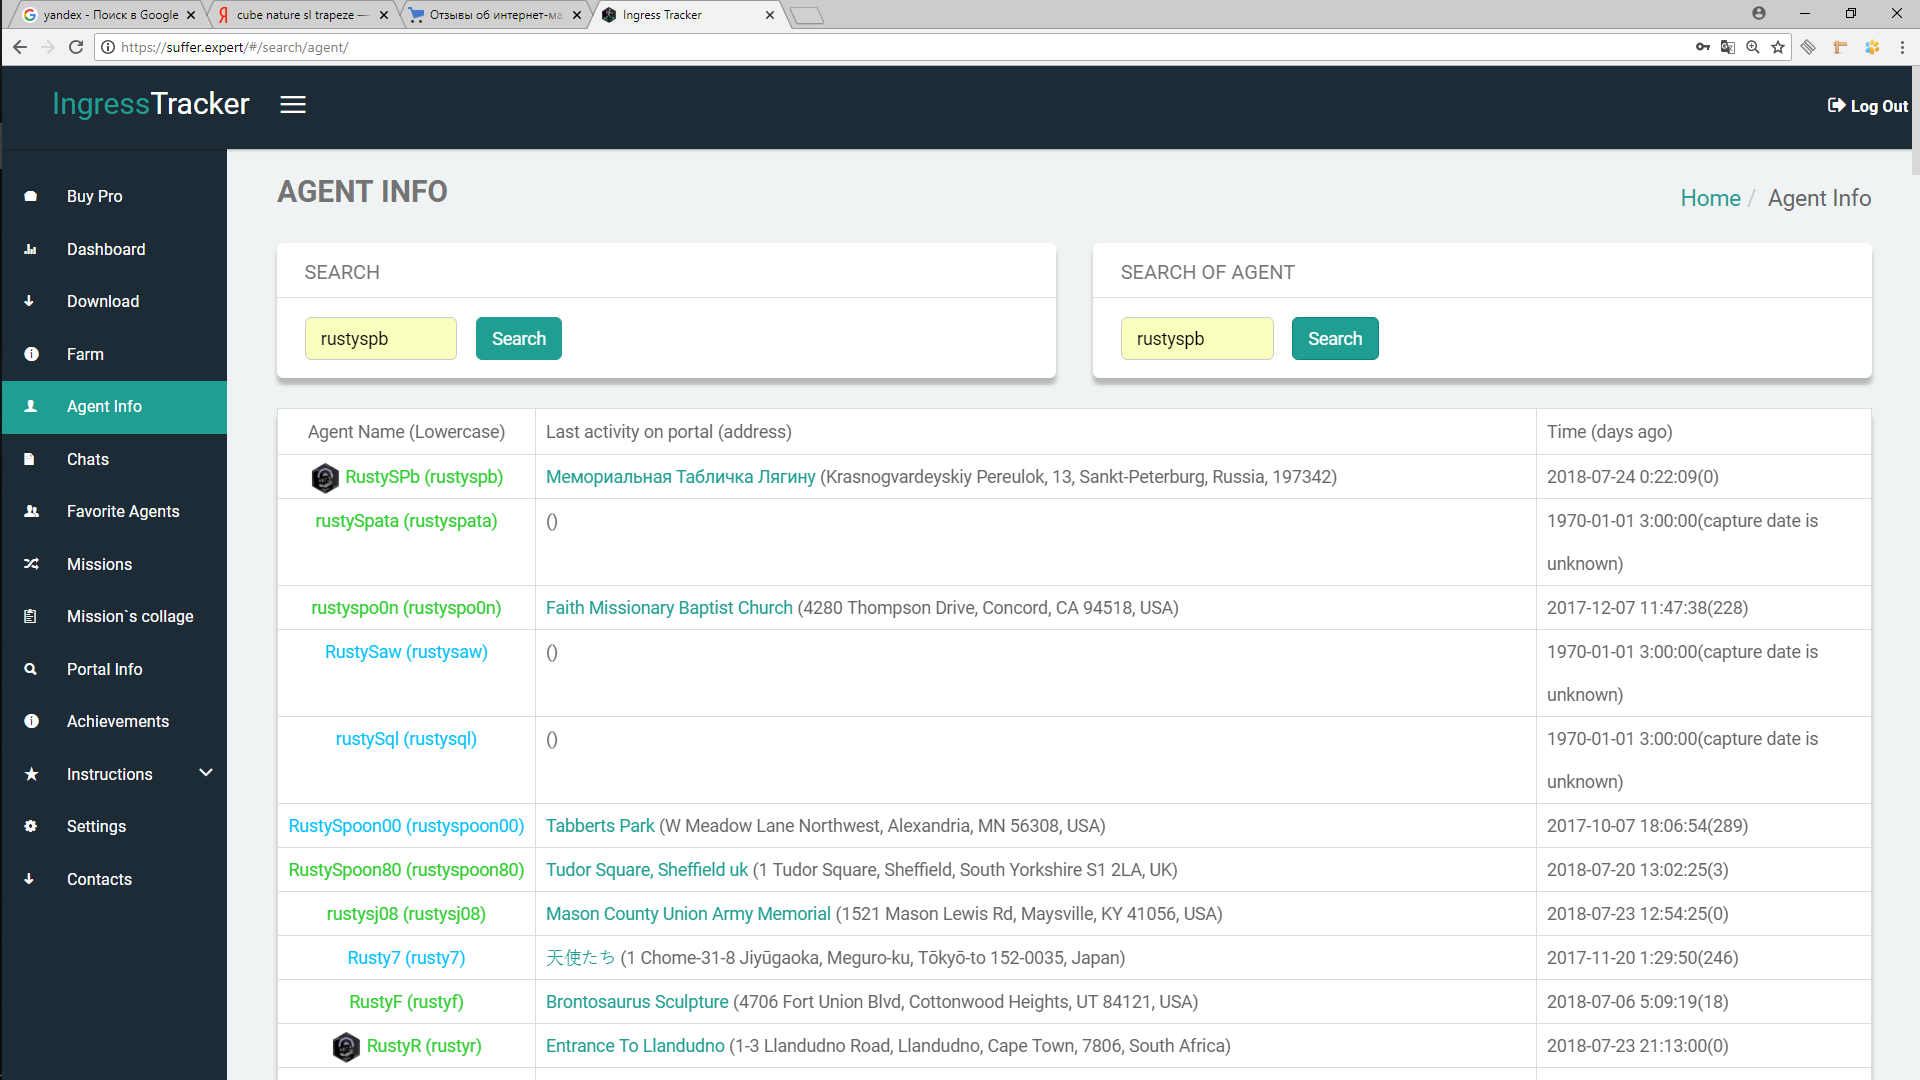 yandex - Поиск в Google
cube nature sl trapeze —
Отзывы об интернет-ма
Ingress Tracker
https://suffer.expert/#/search/agent/
IngressTracker
Log Out
Buy Pro
Dashboard
Download
Farm
Agent Info
Chats
Favorite Agents
Missions
Mission`s collage
Portal Info
Achievements
Instructions
Settings
Contacts
AGENT INFO
Home / Agent Info
SEARCH
rustyspb Search
SEARCH OF AGENT
rustyspb Search
Agent Name (Lowercase) Last activity on portal (address) Time (days ago)
RustySPb (rustyspb) Мемориальная Табличка Лягину (Krasnogvardeyskiy Pereulok, 13, Sankt-Peterburg, Russia, 197342) 2018-07-24 0:22:09(0)
rustySpata (rustyspata) () 1970-01-01 3:00:00(capture date is
unknown)
rustyspo0n (rustyspo0n) Faith Missionary Baptist Church (4280 Thompson Drive, Concord, CA 94518, USA) 2017-12-07 11:47:38(228)
RustySaw (rustysaw) () 1970-01-01 3:00:00(capture date is
unknown)
rustySql (rustysql) () 1970-01-01 3:00:00(capture date is
unknown)
RustySpoon00 (rustyspoon00) Tabberts Park (W Meadow Lane Northwest, Alexandria, MN 56308, USA) 2017-10-07 18:06:54(289)
RustySpoon80 (rustyspoon80) Tudor Square, Sheffield uk (1 Tudor Square, Sheffield, South Yorkshire S1 2LA, UK) 2018-07-20 13:02:25(3)
rustysj08 (rustysj08) Mason County Union Army Memorial (1521 Mason Lewis Rd, Maysville, KY 41056, USA) 2018-07-23 12:54:25(0)
Rusty7 (rusty7) 天使たち (1 Chome-31-8 Jiyūgaoka, Meguro-ku, Tōkyō-to 152-0035, Japan) 2017-11-20 1:29:50(246)
RustyF (rustyf) Brontosaurus Sculpture (4706 Fort Union Blvd, Cottonwood Heights, UT 84121, USA) 2018-07-06 5:09:19(18)
RustyR (rustyr) Entrance To Llandudno (1-3 Llandudno Road, Llandudno, Cape Town, 7806, South Africa) 2018-07-23 21:13:00(0)